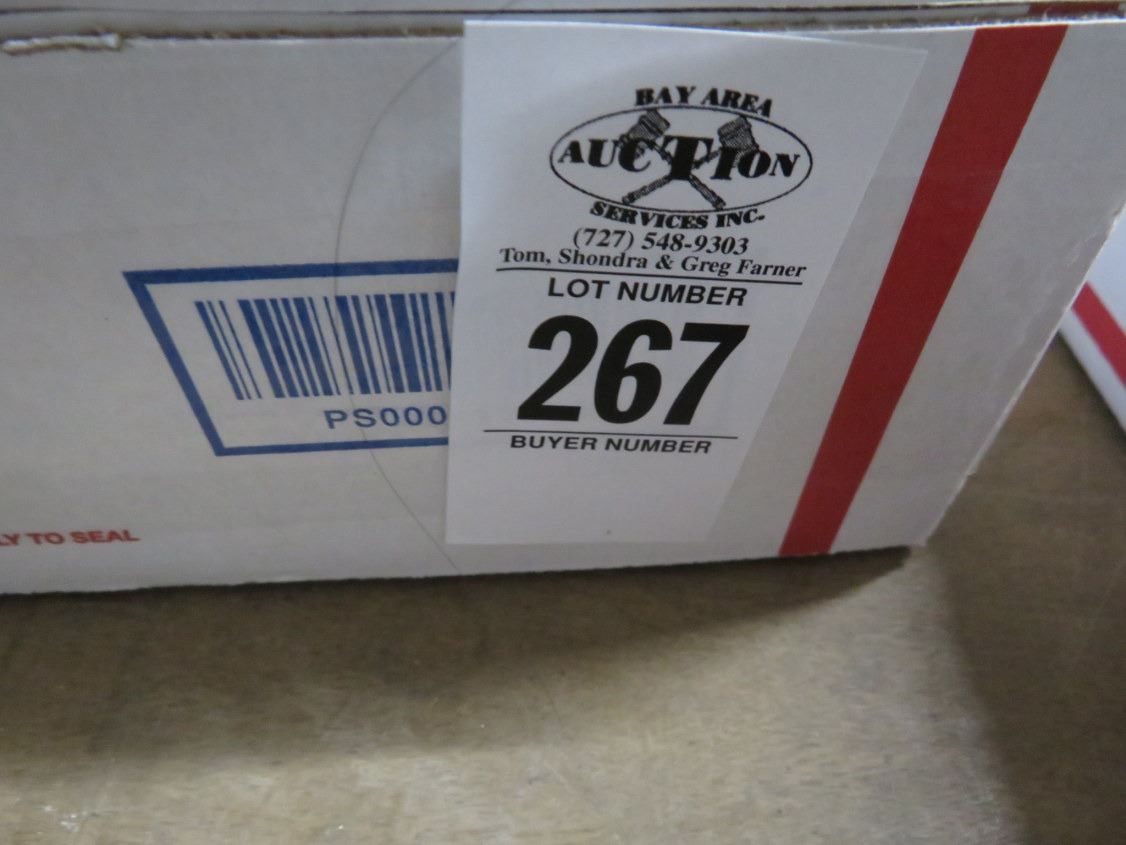 BAY AREA
AUCTION
SERVICES INC.
(727) 548-9303
Tom, Shondra & Greg Farner
LOT NUMBER
267
BUYER NUMBER
PS000
LY TO SEAL